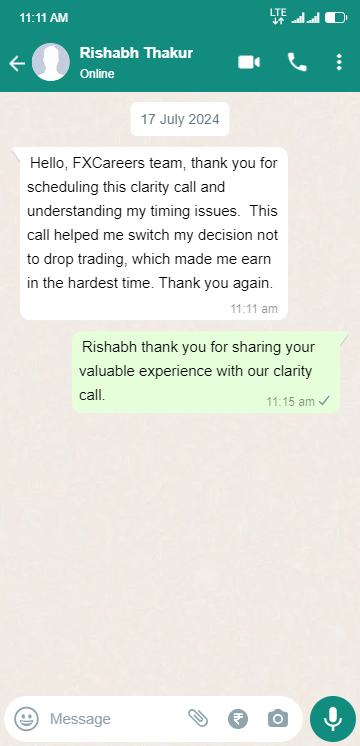 11:11 AM
LTE
Rishabh Thakur
Online
17 July 2024
Hello, FXCareers team, thank you for
scheduling this clarity call and
understanding my timing issues.  This
call helped me switch my decision not
to drop trading, which made me earn
in the hardest time. Thank you again.
11:11 am
Rishabh thank you for sharing your
valuable experience with our clarity
call.
11:15 am
Message
₹